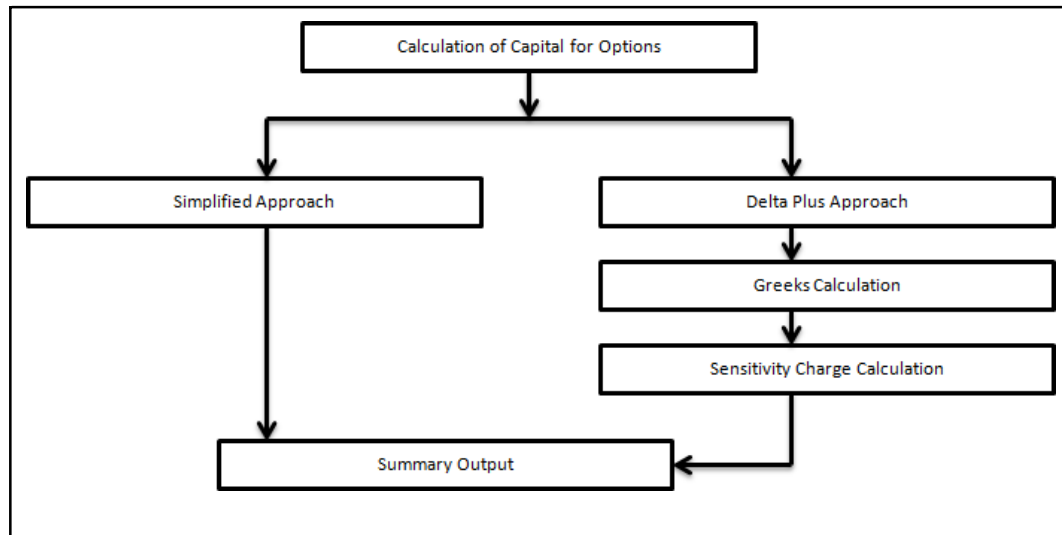 Calculation of Capital for Options
Simplified Approach
Delta Plus Approach
Greeks Calculation
Sensitivity Charge Calculation
Summary Output